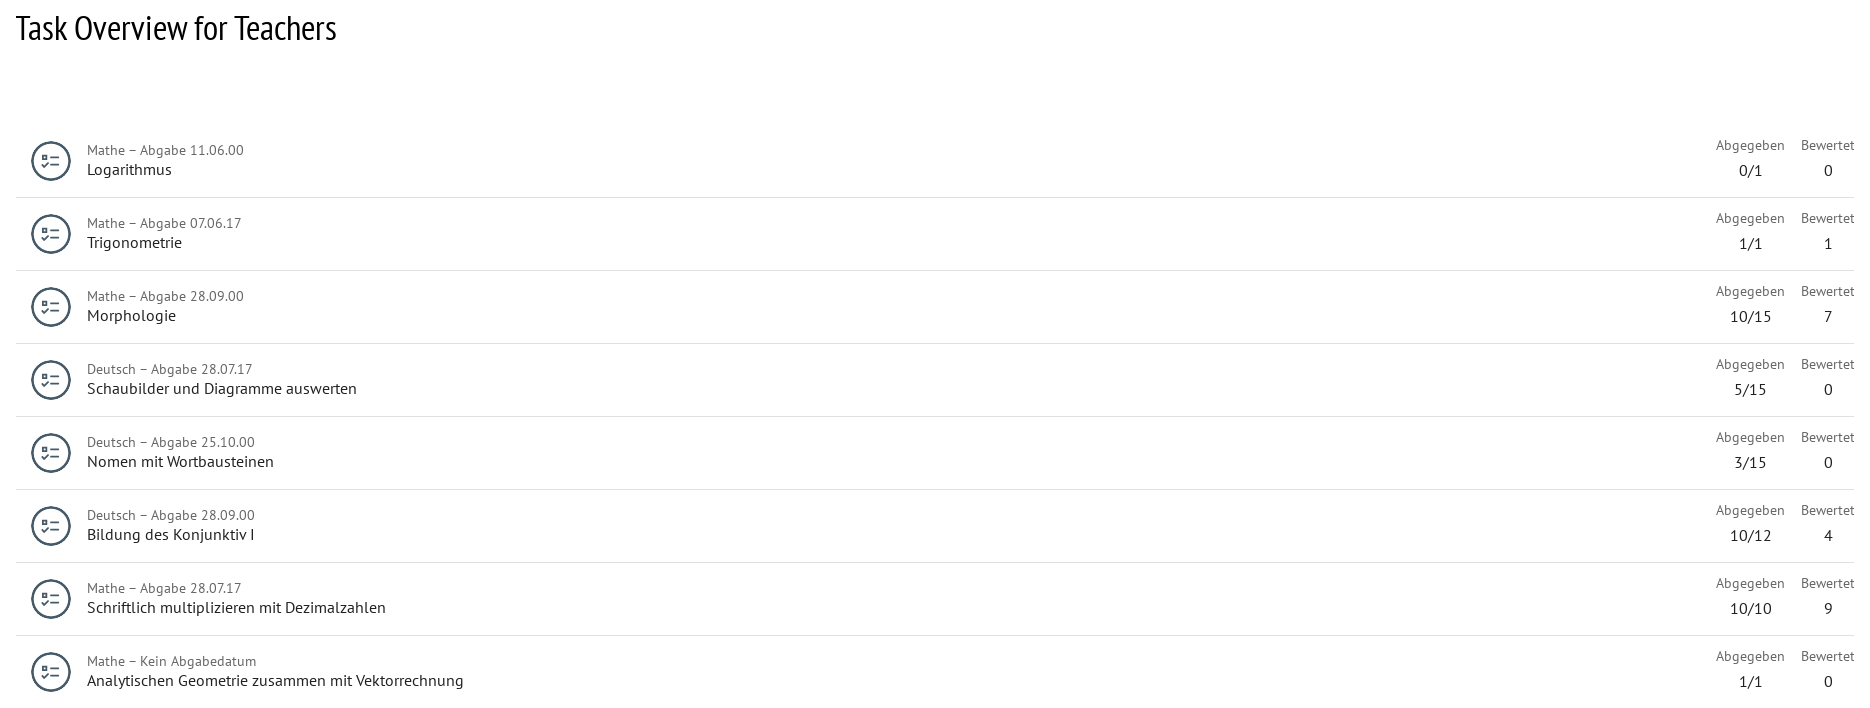 Task Overview for Teachers
Mathe – Abgabe 11.06.00
Logarithmus
Abgegeben Bewertet
0/1 0
Mathe – Abgabe 07.06.17
Trigonometrie
Abgegeben Bewertet
1/1 1
Mathe – Abgabe 28.09.00
Morphologie
Abgegeben Bewertet
10/15 7
Deutsch – Abgabe 28.07.17
Schaubilder und Diagramme auswerten
Abgegeben Bewertet
5/15 0
Deutsch – Abgabe 25.10.00
Nomen mit Wortbausteinen
Abgegeben Bewertet
3/15 0
Deutsch – Abgabe 28.09.00
Bildung des Konjunktiv I
Abgegeben Bewertet
10/12 4
Mathe – Abgabe 28.07.17
Schriftlich multiplizieren mit Dezimalzahlen
Abgegeben Bewertet
10/10 9
Mathe – Kein Abgabedatum
Analytischen Geometrie zusammen mit Vektorrechnung
Abgegeben Bewertet
1/1 0